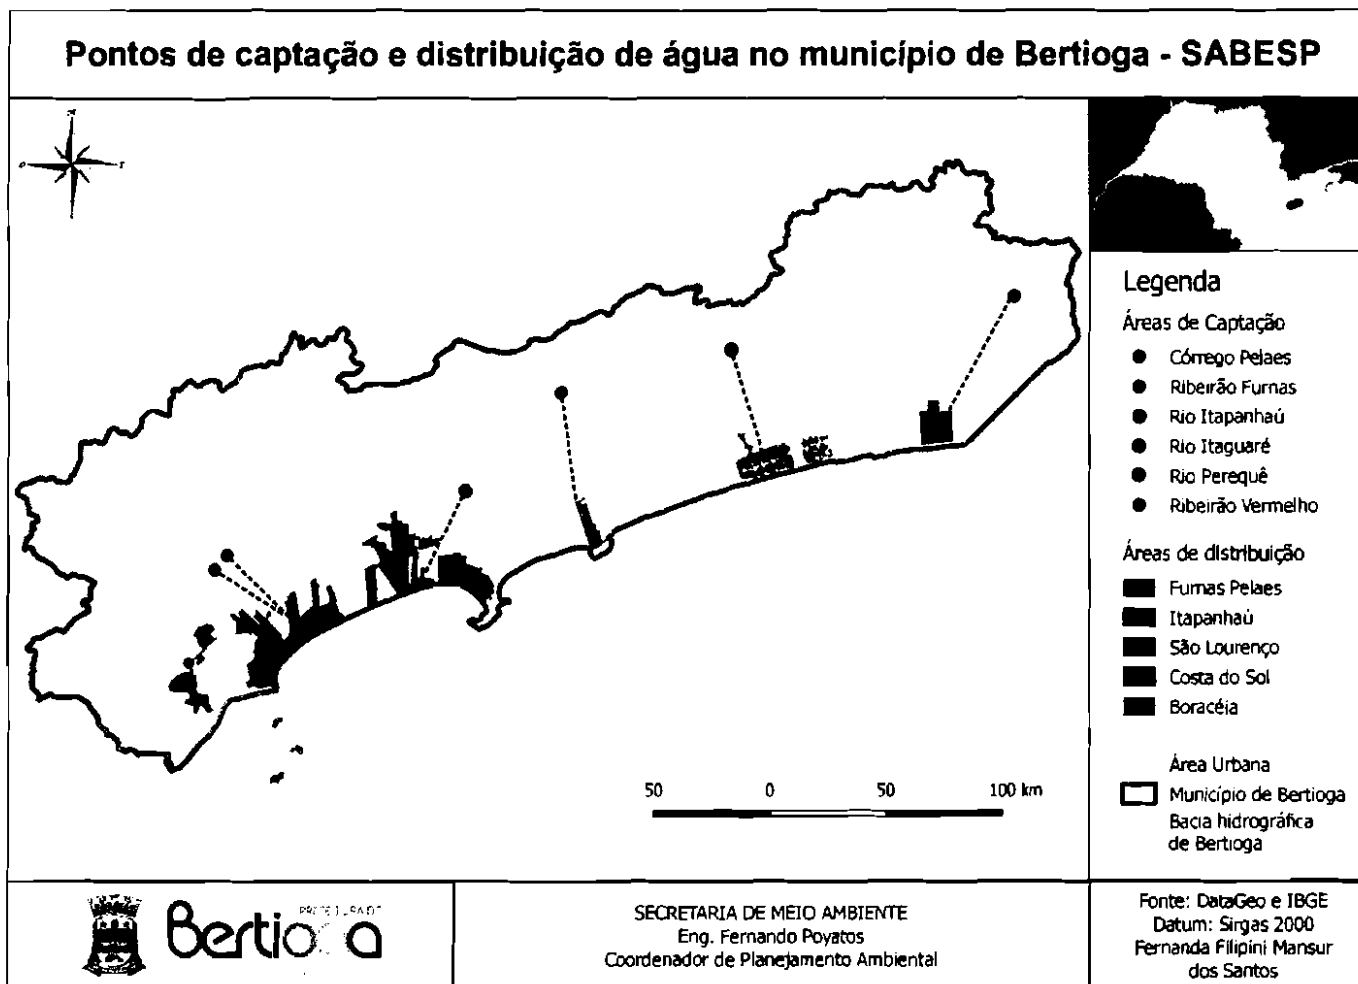 Pontos de captação e distribuição de água no município de Bertioga - SABESP
Legenda
Áreas de Captação
Córrego Pelaes
Ribeirão Furnas
Rio Itapanhaú
Rio Itaguaré
Rio Perequê
Ribeirão Vermelho
Áreas de distribuição
Furnas Pelaes
Itapanhaú
São Lourenço
Costa do Sol
Boracéia
Área Urbana
Município de Bertioga
Bacia hidrográfica
de Bertioga
50 0 50 100 km
PREFEITURA DE
Bertioga
SECRETARIA DE MEIO AMBIENTE
Eng. Fernando Poyatos
Coordenador de Planejamento Ambiental
Fonte: DataGeo e IBGE
Datum: Sirgas 2000
Fernanda Filipini Mansur
dos Santos